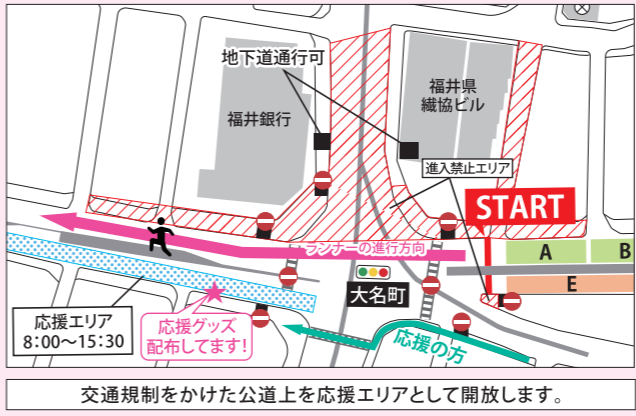 地下道通行可
福井銀行
福井県
繊協ビル
進入禁止エリア
START
ランナーの進行方向
A
B
E
大名町
応援エリア
8:00～15:30
応援グッズ
配布してます!
応援の方
交通規制をかけた公道上を応援エリアとして開放します。